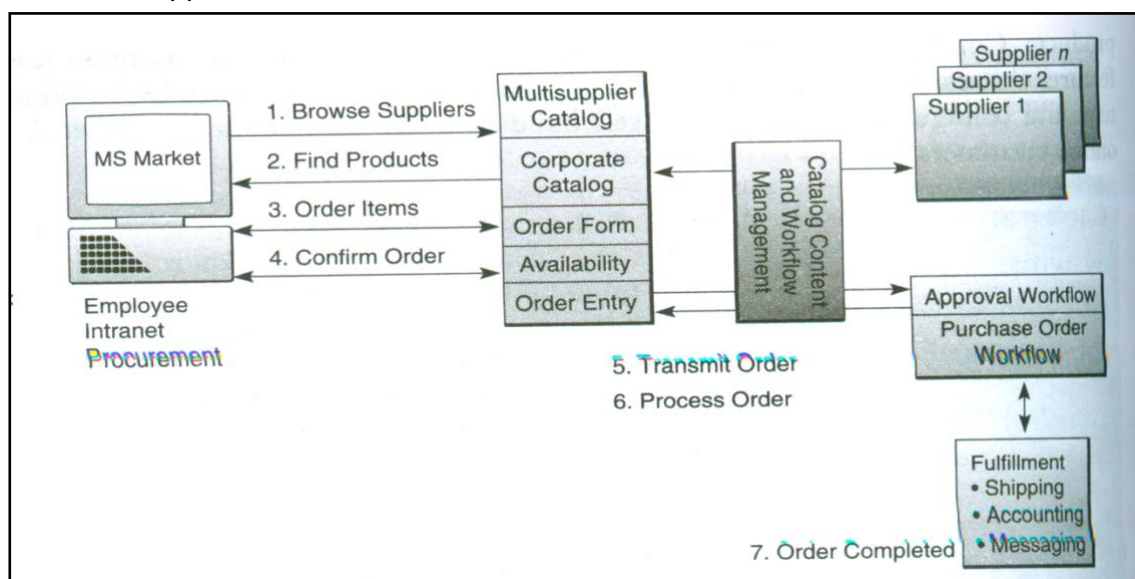 MS Market
Employee
Intranet
Procurement
1. Browse Suppliers
2. Find Products
3. Order Items
4. Confirm Order
Multisupplier
Catalog
Corporate
Catalog
Order Form
Availability
Order Entry
Catalog Content
and Workflow
Management
Supplier n
Supplier 2
Supplier 1
5. Transmit Order
6. Process Order
Approval Workflow
Purchase Order
Workflow
Fulfillment
• Shipping
• Accounting
• Messaging
7. Order Completed